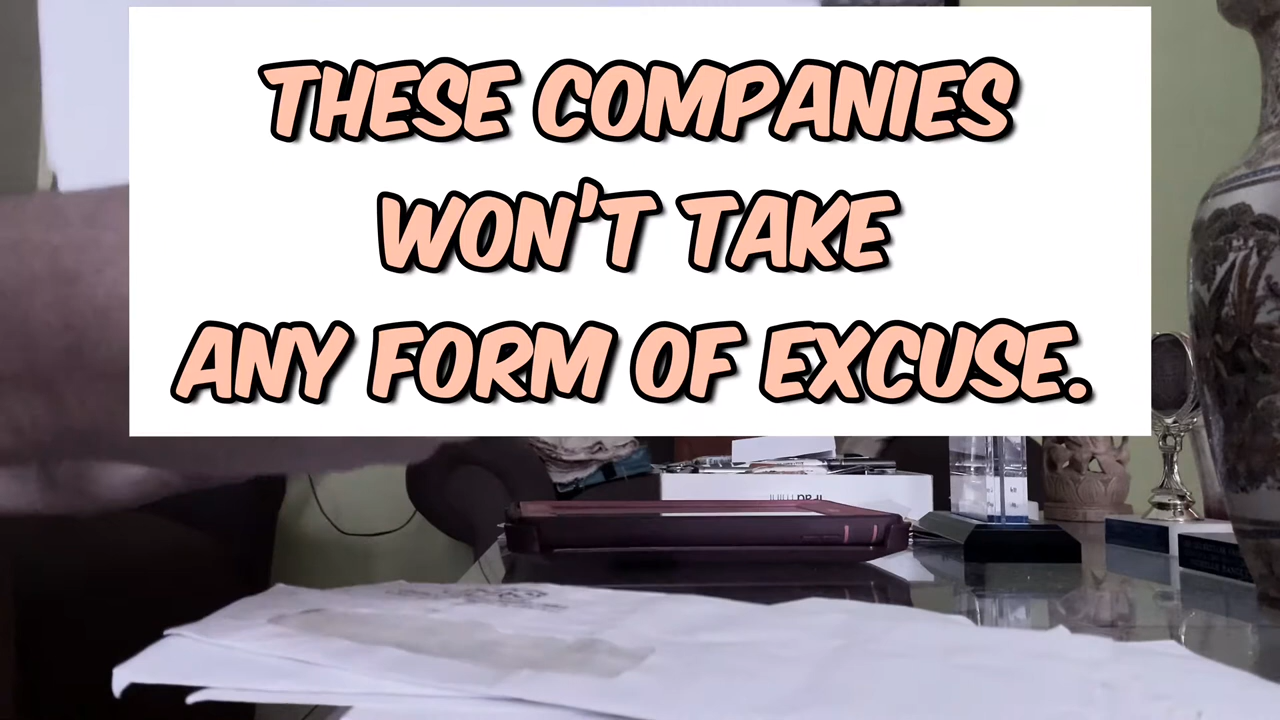 THESE COMPANIES
WON'T TAKE
ANY FORM OF EXCUSE.